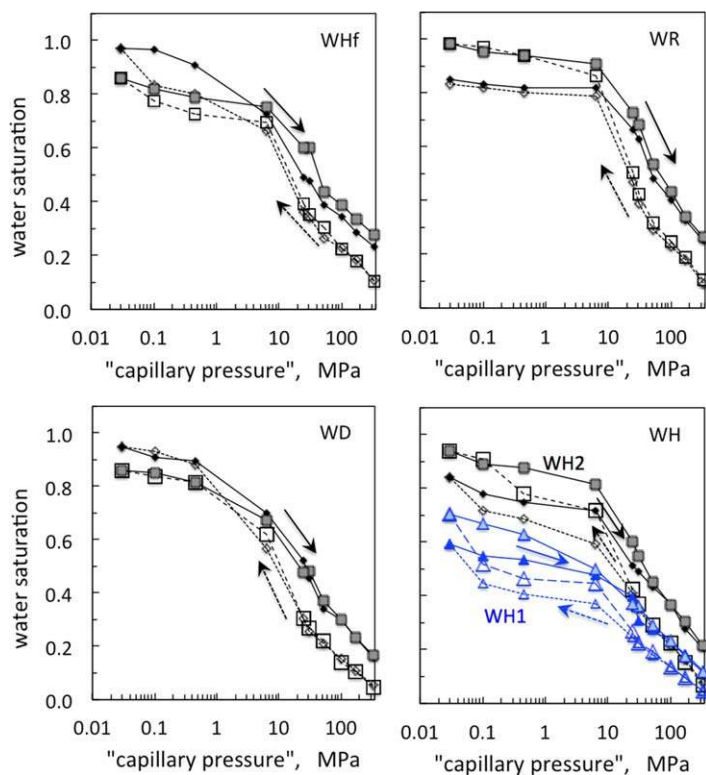 WHf
WR
1.0
0.8
0.6
0.4
0.2
0.0
water saturation
0.01 0.1 1 10 100
0.01 0.1 1 10 100
"capillary pressure", MPa
"capillary pressure", MPa
WD
WH
1.0
0.8
0.6
0.4
0.2
0.0
water saturation
WH2
WH1
0.01 0.1 1 10 100
0.01 0.1 1 10 100
"capillary pressure", MPa
"capillary pressure", MPa